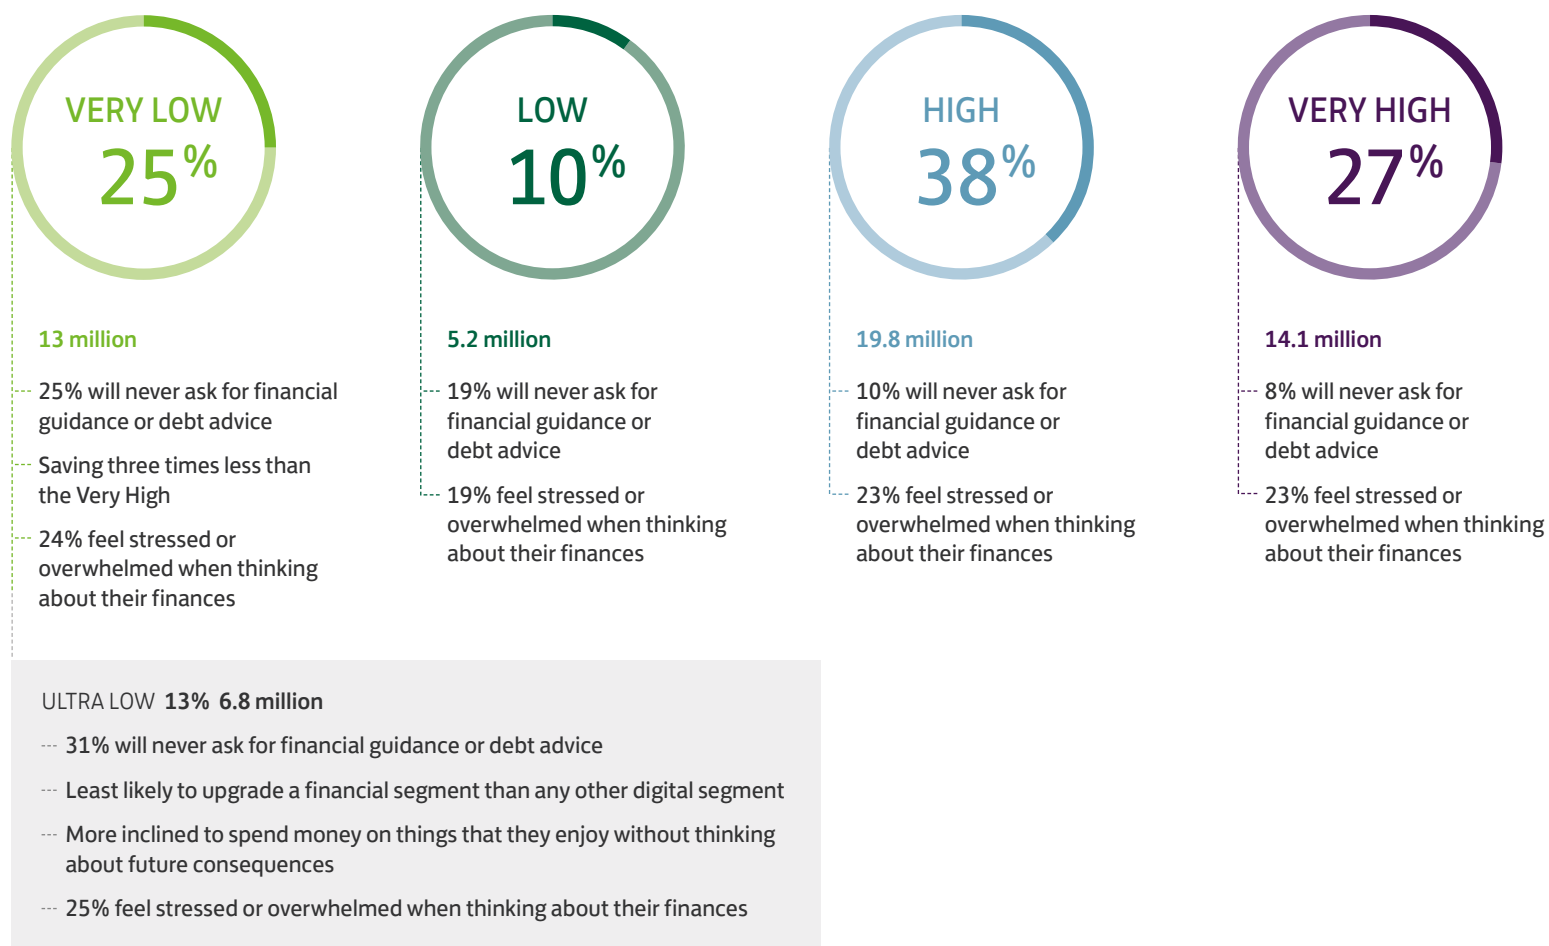 VERY LOW
25%
13 million
25% will never ask for financial
guidance or debt advice
Saving three times less than
the Very High
24% feel stressed or
overwhelmed when thinking
about their finances
LOW
10%
5.2 million
19% will never ask for
financial guidance or
debt advice
19% feel stressed or
overwhelmed when thinking
about their finances
HIGH
38%
19.8 million
10% will never ask for
financial guidance or
debt advice
23% feel stressed or
overwhelmed when thinking
about their finances
VERY HIGH
27%
14.1 million
8% will never ask for
financial guidance or
debt advice
23% feel stressed or
overwhelmed when thinking
about their finances
ULTRA LOW 13% 6.8 million
31% will never ask for financial guidance or debt advice
Least likely to upgrade a financial segment than any other digital segment
More inclined to spend money on things that they enjoy without thinking
about future consequences
25% feel stressed or overwhelmed when thinking about their finances